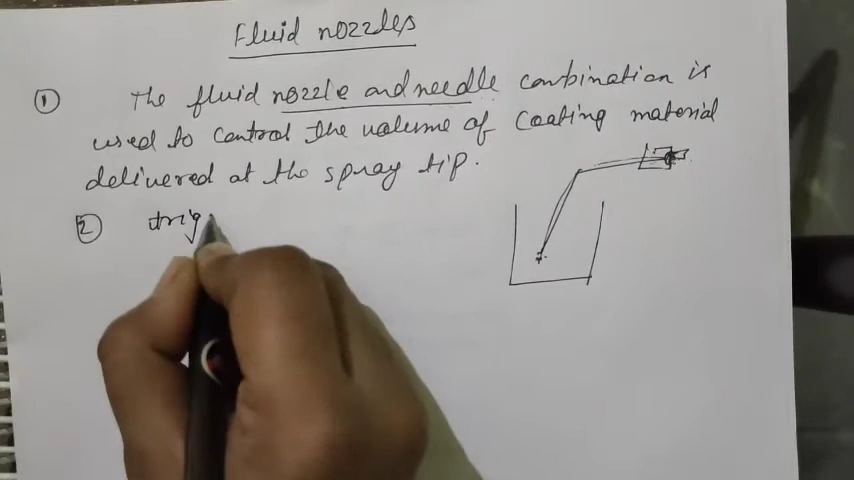 Fluid nozzles
① The fluid nozzle and needle combination is
used to control the volume of coating material
delivered at the spray tip.
② trig